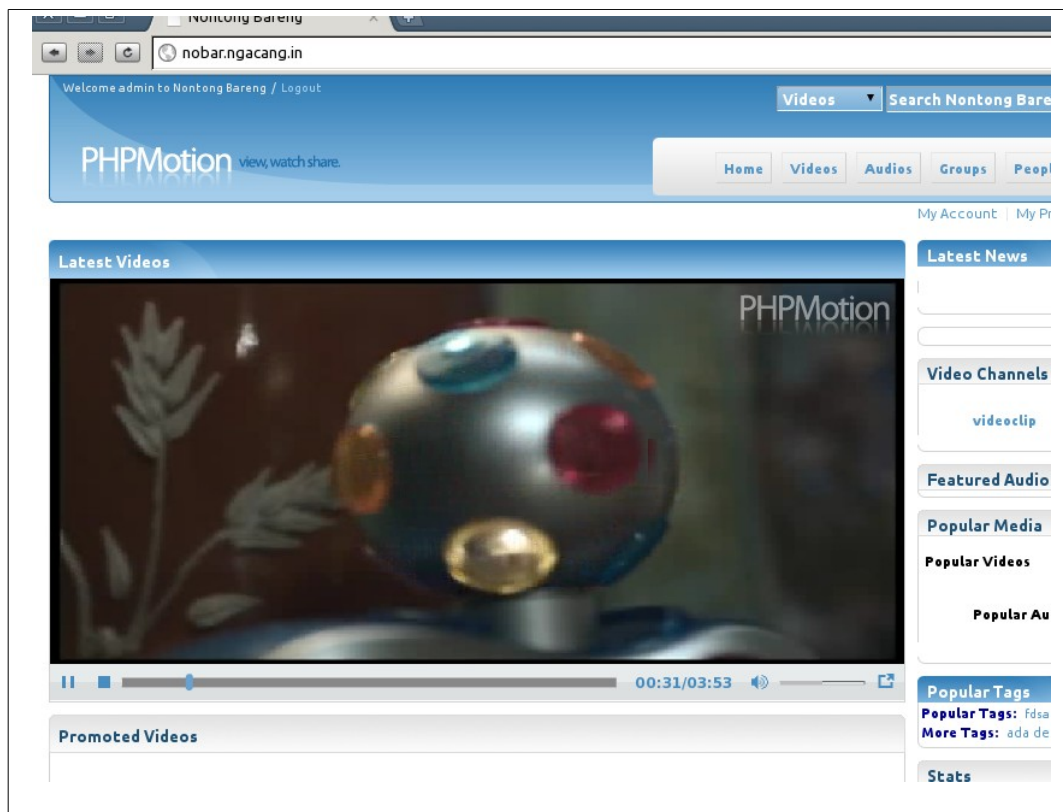 Nontong Bareng
nobar.ngacang.in
Welcome admin to Nontong Bareng / Logout
Videos
Search Nontong Bare
PHPMotion view, watch share.
Home Videos Audios Groups Peopl
My Account | My Pr
Latest Videos
PHPMotion
00:31/03:53
Promoted Videos
Latest News
Video Channels
videoclip
Featured Audio
Popular Media
Popular Videos
Popular Au
Popular Tags
Popular Tags: fdsa
More Tags: ada de
Stats